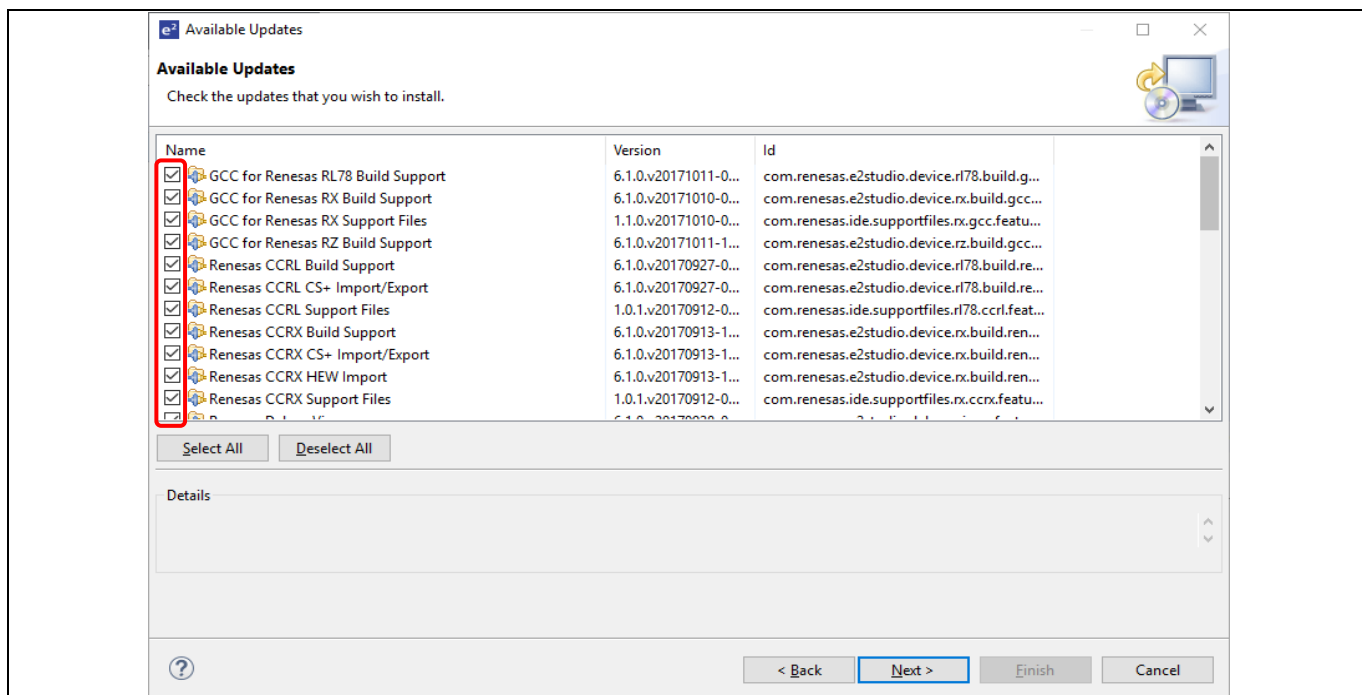 e² Available Updates
Available Updates
Check the updates that you wish to install.
Name Version Id
GCC for Renesas RL78 Build Support 6.1.0.v20171011-0... com.renesas.e2studio.device.rl78.build.g...
GCC for Renesas RX Build Support 6.1.0.v20171010-0... com.renesas.e2studio.device.rx.build.gcc...
GCC for Renesas RX Support Files 1.1.0.v20171010-0... com.renesas.ide.supportfiles.rx.gcc.featu...
GCC for Renesas RZ Build Support 6.1.0.v20171011-1... com.renesas.e2studio.device.rz.build.gcc...
Renesas CCRL Build Support 6.1.0.v20170927-0... com.renesas.e2studio.device.rl78.build.re...
Renesas CCRL CS+ Import/Export 6.1.0.v20170927-0... com.renesas.e2studio.device.rl78.build.re...
Renesas CCRL Support Files 1.0.1.v20170912-0... com.renesas.ide.supportfiles.rl78.ccrl.feat...
Renesas CCRX Build Support 6.1.0.v20170913-1... com.renesas.e2studio.device.rx.build.ren...
Renesas CCRX CS+ Import/Export 6.1.0.v20170913-1... com.renesas.e2studio.device.rx.build.ren...
Renesas CCRX HEW Import 6.1.0.v20170913-1... com.renesas.e2studio.device.rx.build.ren...
Renesas CCRX Support Files 1.0.1.v20170912-0... com.renesas.ide.supportfiles.rx.ccrx.featu...
Select All Deselect All
Details
? < Back Next > Finish Cancel